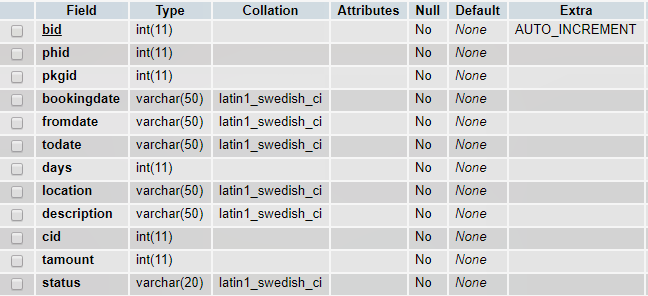 Field Type Collation Attributes Null Default Extra
bid int(11) No None AUTO_INCREMENT
phid int(11) No None
pkgid int(11) No None
bookingdate varchar(50) latin1_swedish_ci No None
fromdate varchar(50) latin1_swedish_ci No None
todate varchar(50) latin1_swedish_ci No None
days int(11) No None
location varchar(50) latin1_swedish_ci No None
description varchar(50) latin1_swedish_ci No None
cid int(11) No None
tamount int(11) No None
status varchar(20) latin1_swedish_ci No None